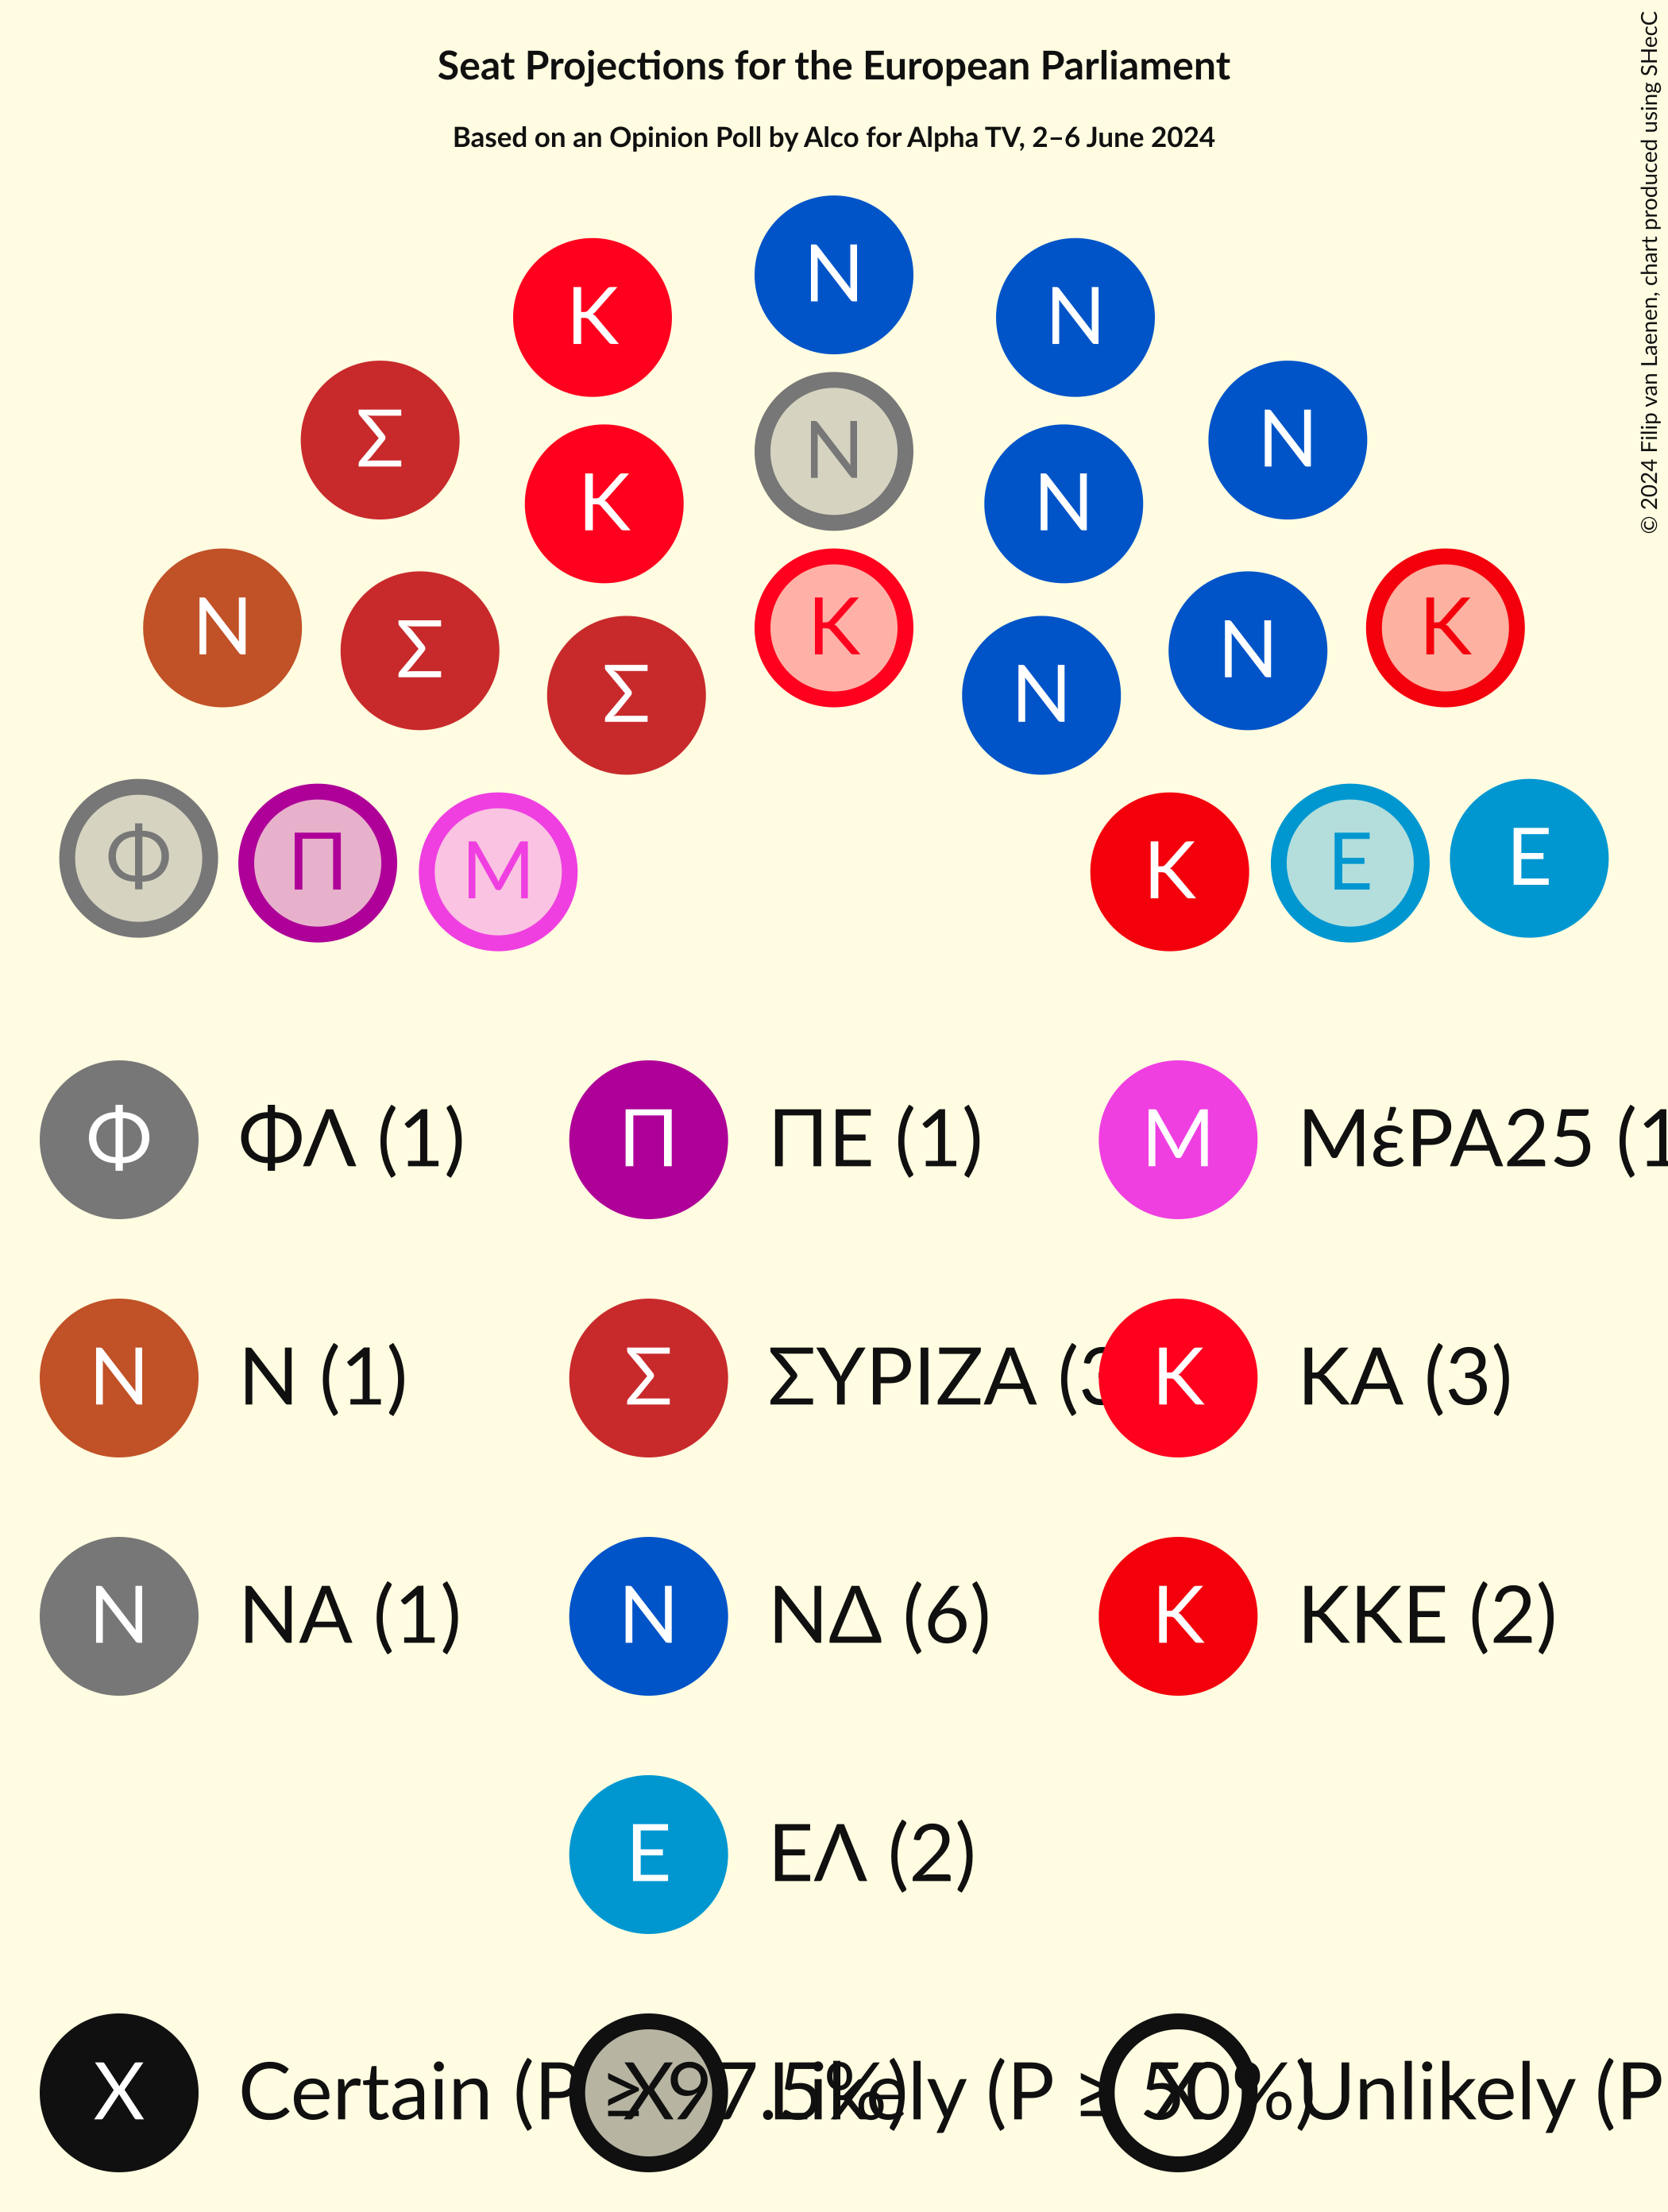 Seat Projections for the European Parliament
Based on an Opinion Poll by Alco for Alpha TV, 2–6 June 2024
© 2024 Filip van Laenen, chart produced using SHecC
N
Κ N
Σ Ν N
Κ N
Ν Κ N Κ
Σ N
Σ N
Φ Π Μ Κ Ε Ε
Φ ΦΛ (1) Π ΠΕ (1) Μ ΜέΡΑ25 (1
Ν Ν (1) Σ ΣΥΡΙΖΑ (3 Κ ΚΑ (3)
Ν ΝΑ (1) Ν ΝΔ (6) Κ ΚΚΕ (2)
Ε ΕΛ (2)
X Certain (P ≥ 97.5%) X Likely (P ≥ 50%) X Unlikely (P